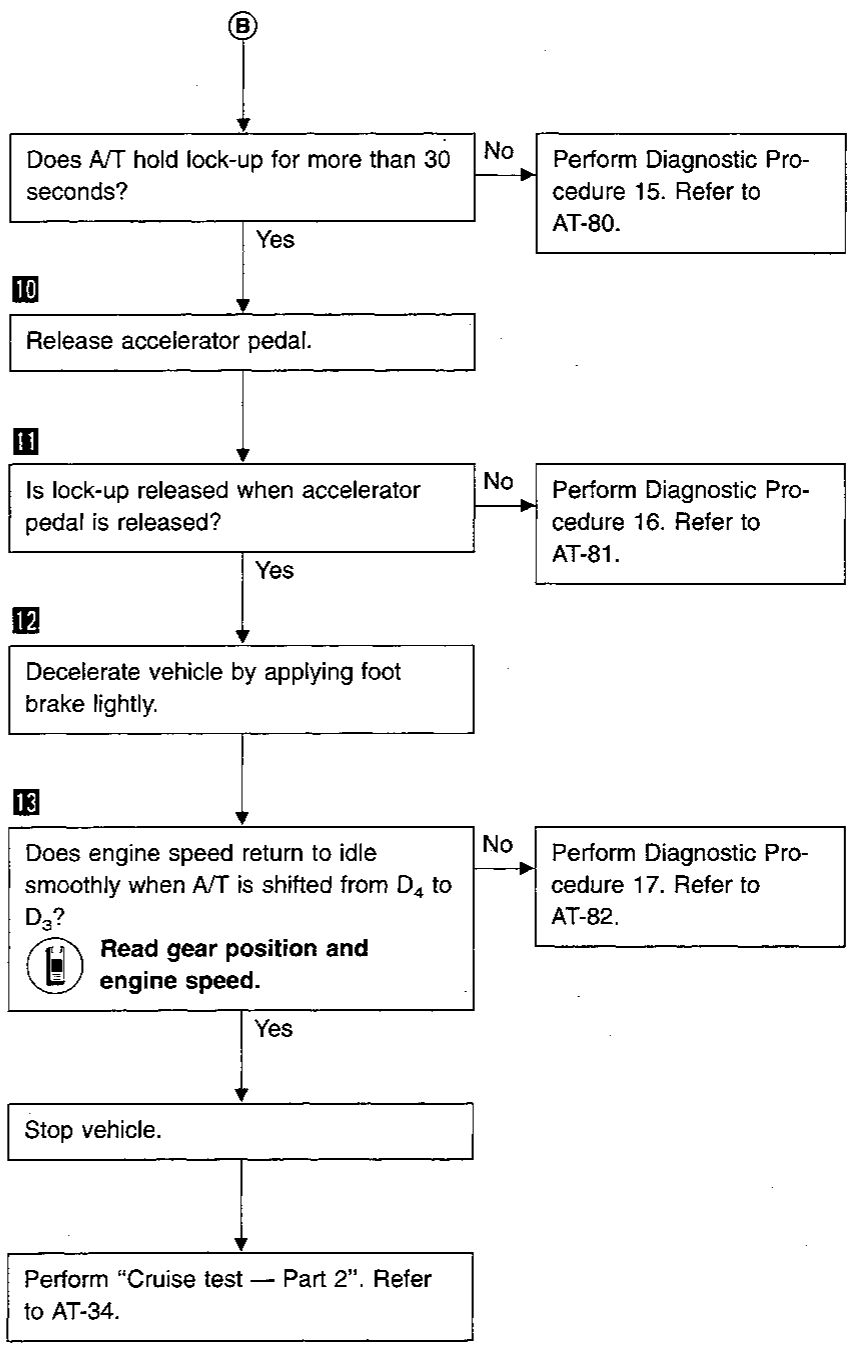 B
Does A/T hold lock-up for more than 30
seconds?
No
Perform Diagnostic Pro-
cedure 15. Refer to
AT-80.
Yes
10
Release accelerator pedal.
11
Is lock-up released when accelerator
pedal is released?
No
Perform Diagnostic Pro-
cedure 16. Refer to
AT-81.
Yes
12
Decelerate vehicle by applying foot
brake lightly.
13
Does engine speed return to idle
smoothly when A/T is shifted from D₄ to
D₃?
Read gear position and
engine speed.
No
Perform Diagnostic Pro-
cedure 17. Refer to
AT-82.
Yes
Stop vehicle.
Perform “Cruise test — Part 2”. Refer
to AT-34.